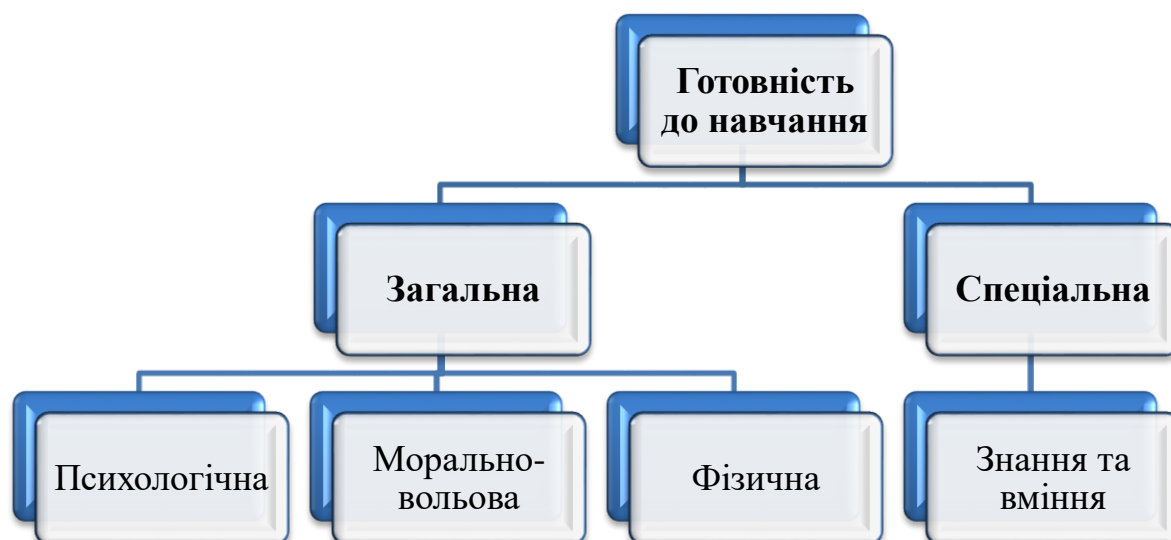 Готовність
до навчання
Загальна
Спеціальна
Психологічна
Морально-
вольова
Фізична
Знання та
вміння